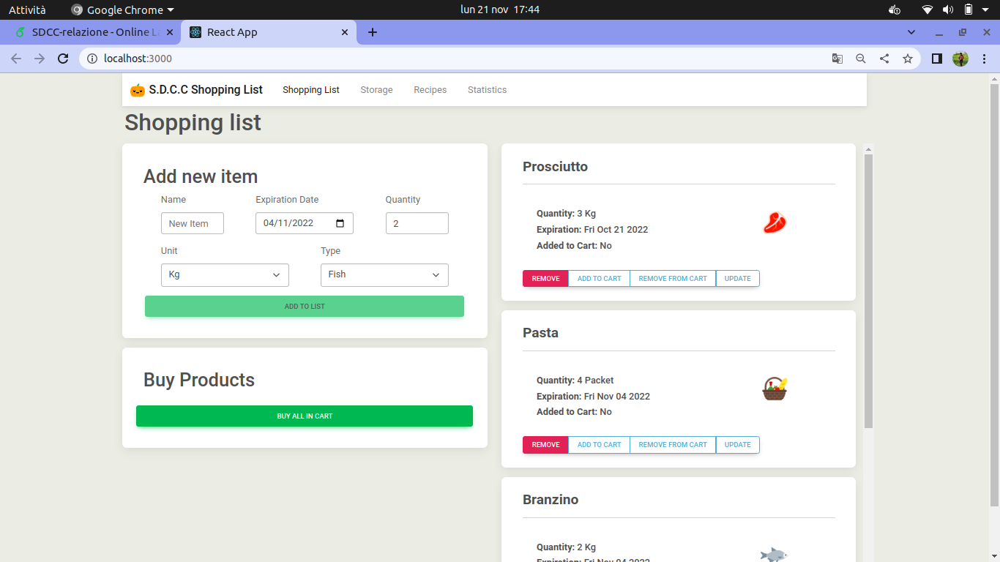 Attività Google Chrome lun 21 nov 17:44
SDCC-relazione - Online L React App
localhost:3000
S.D.C.C Shopping List Shopping List Storage Recipes Statistics
Shopping list
Add new item
Name Expiration Date Quantity
New Item 04/11/2022 2
Unit Type
Kg Fish
ADD TO LIST
Buy Products
BUY ALL IN CART
Prosciutto
Quantity: 3 Kg
Expiration: Fri Oct 21 2022
Added to Cart: No
REMOVE ADD TO CART REMOVE FROM CART UPDATE
Pasta
Quantity: 4 Packet
Expiration: Fri Nov 04 2022
Added to Cart: No
REMOVE ADD TO CART REMOVE FROM CART UPDATE
Branzino
Quantity: 2 Kg
Expiration: Fri Nov 04 2022